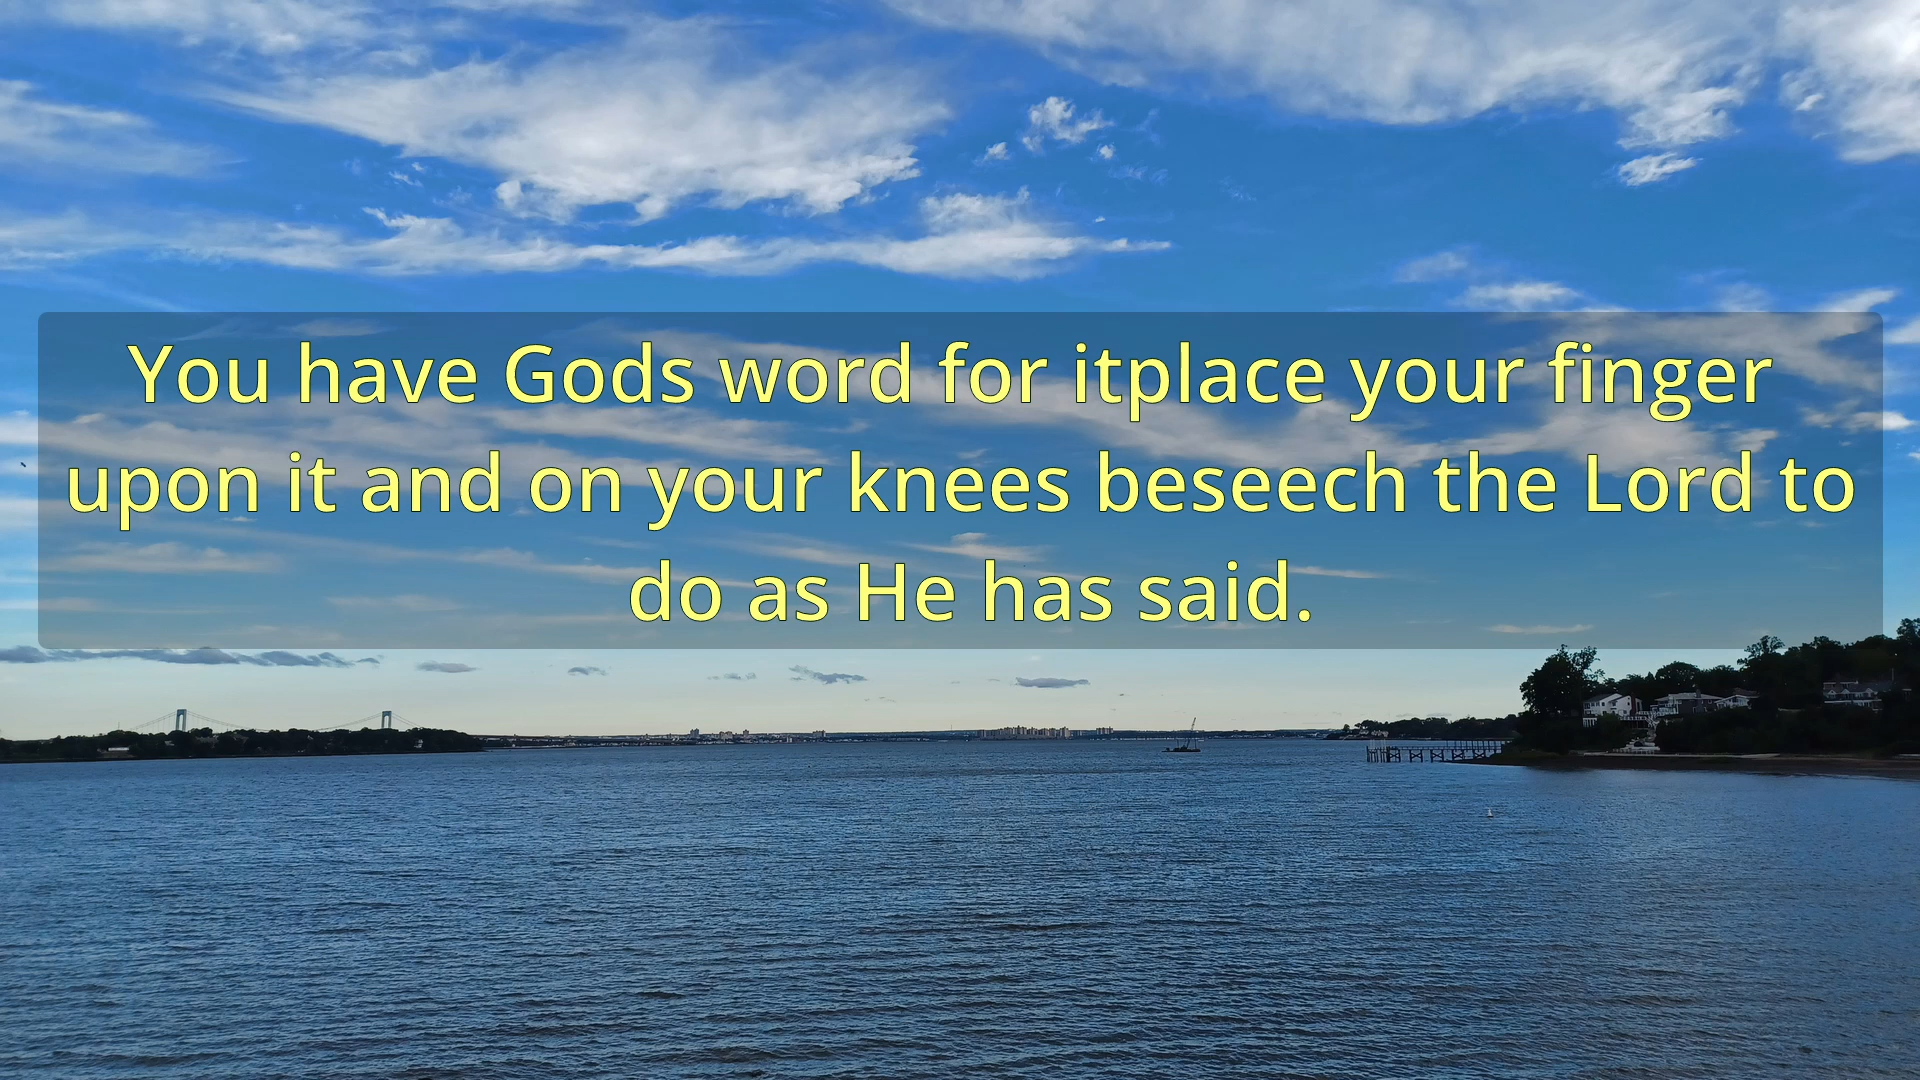 You have Gods word for itplace your finger
upon it and on your knees beseech the Lord to
do as He has said.